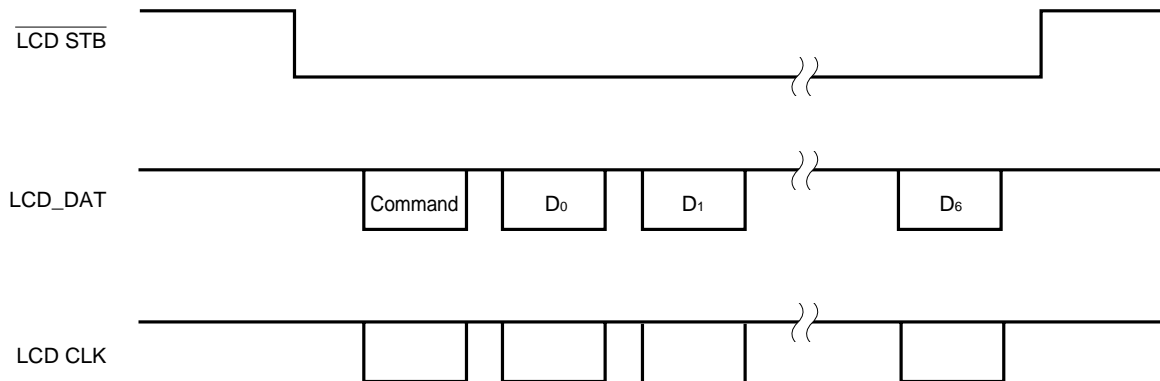 LCD STB
LCD_DAT
Command
D₀
D₁
D₆
LCD CLK